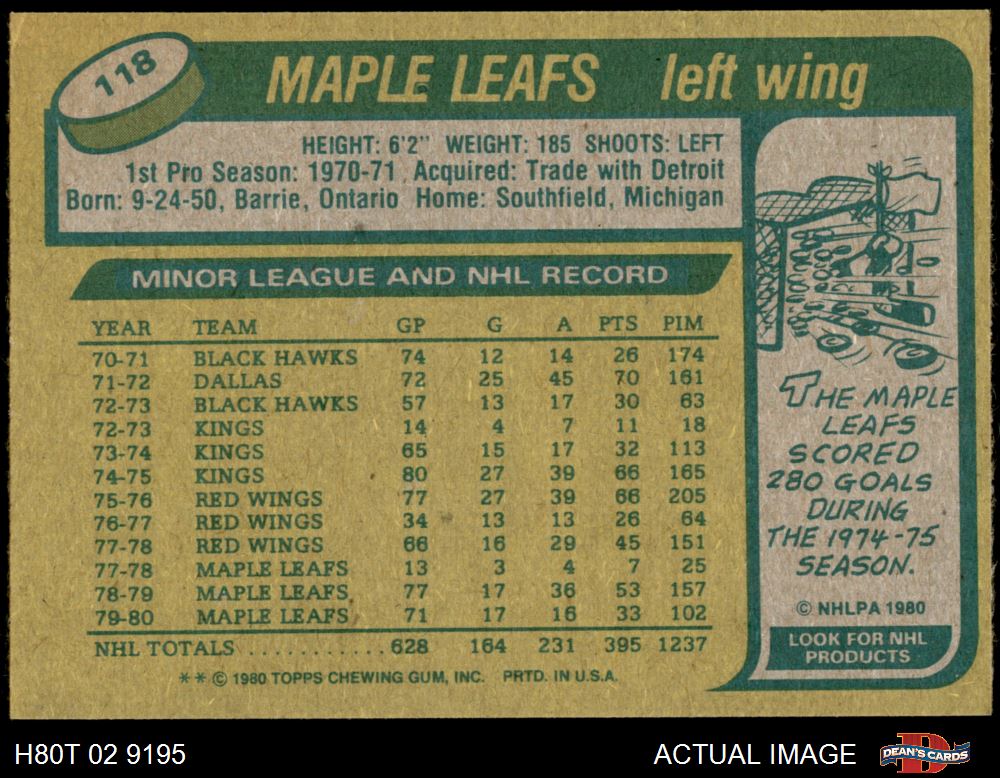 118
MAPLE LEAFS left wing
HEIGHT: 6'2" WEIGHT: 185 SHOOTS: LEFT
1st Pro Season: 1970-71 Acquired: Trade with Detroit
Born: 9-24-50, Barrie, Ontario Home: Southfield, Michigan
MINOR LEAGUE AND NHL RECORD
YEAR TEAM GP G A PTS PIM
70-71 BLACK HAWKS 74 12 14 26 174
71-72 DALLAS 72 25 45 70 161
72-73 BLACK HAWKS 57 13 17 30 63
72-73 KINGS 14 4 7 11 18
73-74 KINGS 65 15 17 32 113
74-75 KINGS 80 27 39 66 165
75-76 RED WINGS 77 27 39 66 205
76-77 RED WINGS 34 13 13 26 64
77-78 RED WINGS 66 16 29 45 151
77-78 MAPLE LEAFS 13 3 4 7 25
78-79 MAPLE LEAFS 77 17 36 53 157
79-80 MAPLE LEAFS 71 17 16 33 102
NHL TOTALS ........... 628 164 231 395 1237
** © 1980 TOPPS CHEWING GUM, INC. PRTD. IN U.S.A.
THE MAPLE
LEAFS
SCORED
280 GOALS
DURING
THE 1974-75
SEASON.
© NHLPA 1980
LOOK FOR NHL
PRODUCTS
H80T 02 9195
ACTUAL IMAGE
DEAN'S CARDS